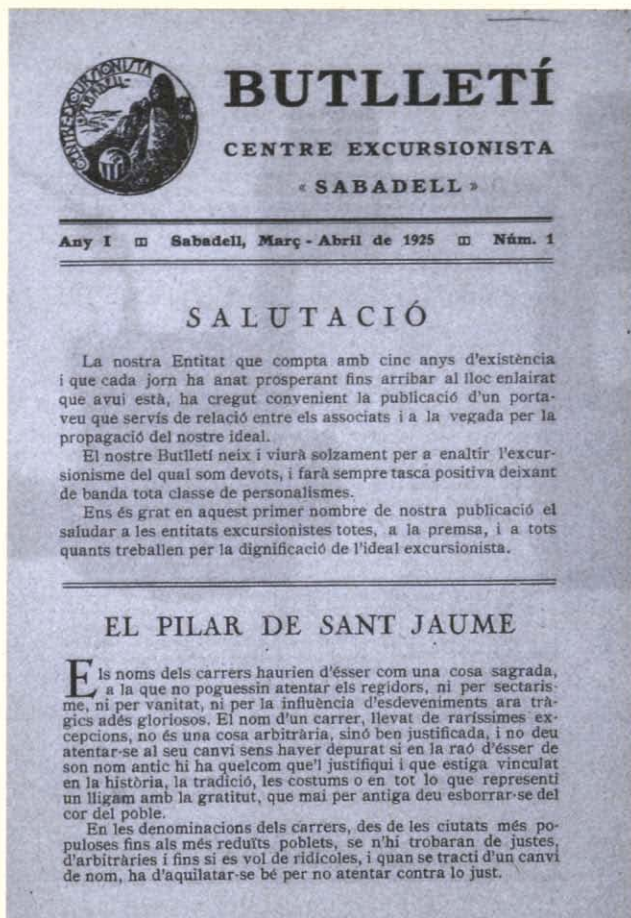 CENTRE EXCURSIONISTA
SABADELL
BUTLLETÍ
CENTRE EXCURSIONISTA
« SABADELL »
Any I Sabadell, Març - Abril de 1925 Núm. 1
SALUTACIÓ
La nostra Entitat que compta amb cinc anys d'existència
i que cada jorn ha anat prosperant fins arribar al lloc enlairat
que avui està, ha cregut convenient la publicació d'un porta-
veu que servís de relació entre els associats i a la vegada per la
propagació del nostre ideal.
El nostre Butlletí neix i viurà solzament per a enaltir l'excur-
sionisme del qual som devots, i farà sempre tasca positiva deixant
de banda tota classe de personalismes.
Ens és grat en aquest primer nombre de nostra publicació el
saludar a les entitats excursionistes totes, a la premsa, i a tots
quants treballen per la dignificació de l'ideal excursionista.
EL PILAR DE SANT JAUME
Els noms dels carrers haurien d'ésser com una cosa sagrada,
a la que no poguessin atentar els regidors, ni per sectaris-
me, ni per vanitat, ni per la influència d'esdeveniments ara trà-
gics adés gloriosos. El nom d'un carrer, llevat de raríssimes ex-
cepcions, no és una cosa arbitrària, sinó ben justificada, i no deu
atentar-se al seu canvi sens haver depurat si en la raó d'ésser de
son nom antic hi ha quelcom que'l justifiqui i que estiga vinculat
en la història, la tradició, les costums o en tot lo que representi
un lligam amb la gratitut, que mai per antiga deu esborrar-se del
cor del poble.
En les denominacions dels carrers, des de les ciutats més po-
puloses fins als més reduïts poblets, se n'hi trobaran de justes,
d'arbitràries i fins si es vol de ridícoles, i quan se tracti d'un canvi
de nom, ha d'aquilatar-se bé per no atentar contra lo just.